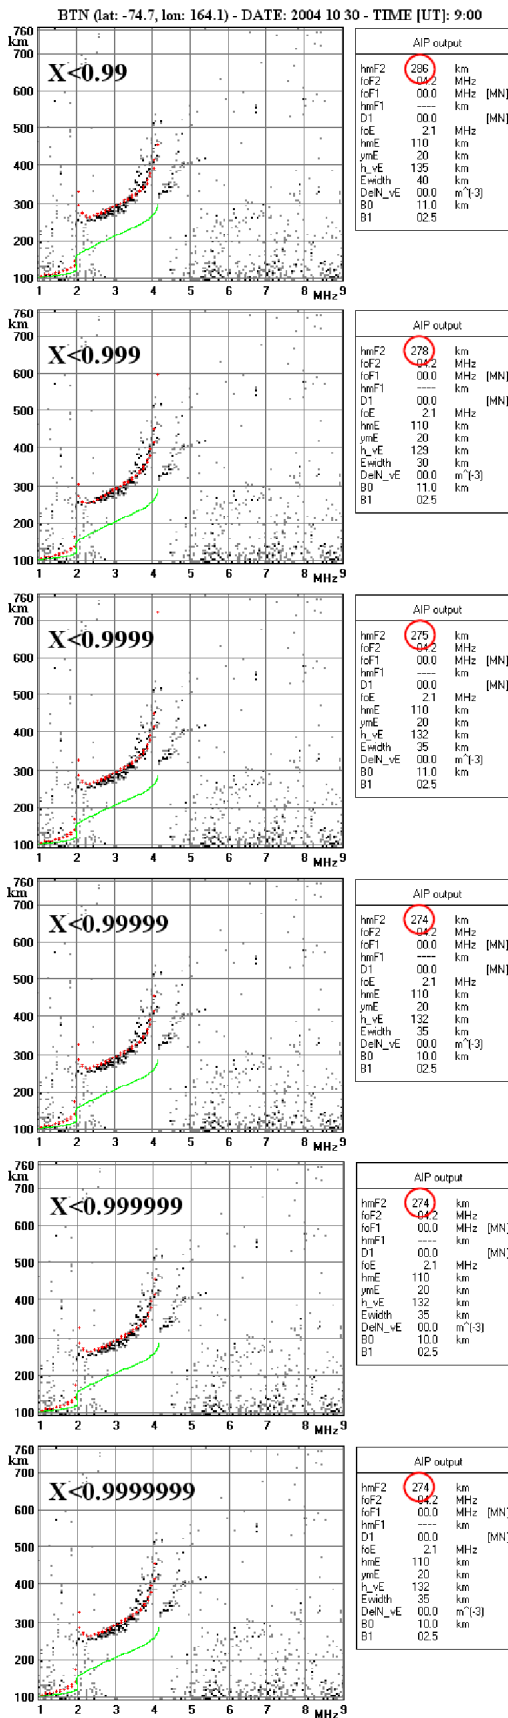 BTN (lat: -74.7, lon: 164.1) - DATE: 2004 10 30 - TIME [UT]: 9:00
760
km
700
600
500
400
300
200
100
1 2 3 4 5 6 7 8 MHz 9
X<0.99
AIP output
hmF2 286 km
foF2 04.2 MHz
foF1 00.0 MHz [MN]
hmF1 ---- km
D1 00.0 [MN]
foE 2.1 MHz
hmE 110 km
ymE 20 km
h_vE 135 km
Ewidth 40 km
DelN_vE 00.0 m^(-3)
B0 11.0 km
B1 02.5
760
km
700
600
500
400
300
200
100
1 2 3 4 5 6 7 8 MHz 9
X<0.999
AIP output
hmF2 278 km
foF2 04.2 MHz
foF1 00.0 MHz [MN]
hmF1 ---- km
D1 00.0 [MN]
foE 2.1 MHz
hmE 110 km
ymE 20 km
h_vE 129 km
Ewidth 30 km
DelN_vE 00.0 m^(-3)
B0 11.0 km
B1 02.5
760
km
700
600
500
400
300
200
100
1 2 3 4 5 6 7 8 MHz 9
X<0.9999
AIP output
hmF2 275 km
foF2 04.2 MHz
foF1 00.0 MHz [MN]
hmF1 ---- km
D1 00.0 [MN]
foE 2.1 MHz
hmE 110 km
ymE 20 km
h_vE 132 km
Ewidth 35 km
DelN_vE 00.0 m^(-3)
B0 11.0 km
B1 02.5
760
km
700
600
500
400
300
200
100
1 2 3 4 5 6 7 8 MHz 9
X<0.99999
AIP output
hmF2 274 km
foF2 04.2 MHz
foF1 00.0 MHz [MN]
hmF1 ---- km
D1 00.0 [MN]
foE 2.1 MHz
hmE 110 km
ymE 20 km
h_vE 132 km
Ewidth 35 km
DelN_vE 00.0 m^(-3)
B0 10.0 km
B1 02.5
760
km
700
600
500
400
300
200
100
1 2 3 4 5 6 7 8 MHz 9
X<0.999999
AIP output
hmF2 274 km
foF2 04.2 MHz
foF1 00.0 MHz [MN]
hmF1 ---- km
D1 00.0 [MN]
foE 2.1 MHz
hmE 110 km
ymE 20 km
h_vE 132 km
Ewidth 35 km
DelN_vE 00.0 m^(-3)
B0 10.0 km
B1 02.5
760
km
700
600
500
400
300
200
100
1 2 3 4 5 6 7 8 MHz 9
X<0.9999999
AIP output
hmF2 274 km
foF2 04.2 MHz
foF1 00.0 MHz [MN]
hmF1 ---- km
D1 00.0 [MN]
foE 2.1 MHz
hmE 110 km
ymE 20 km
h_vE 132 km
Ewidth 35 km
DelN_vE 00.0 m^(-3)
B0 10.0 km
B1 02.5